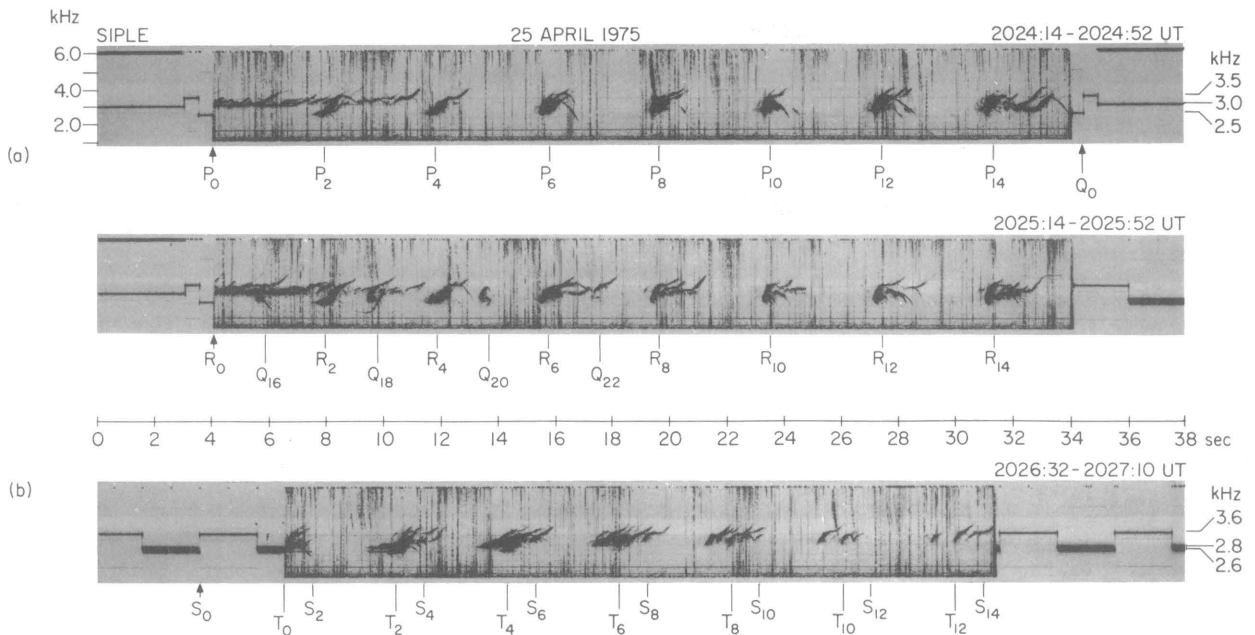 kHz
SIPLE 25 APRIL 1975 2024:14-2024:52 UT
6.0
4.0
2.0
kHz
3.5
3.0
2.5
(a)
P0 P2 P4 P6 P8 P10 P12 P14 Q0
2025:14-2025:52 UT
R0 Q16 R2 Q18 R4 Q20 R6 Q22 R8 R10 R12 R14
0 2 4 6 8 10 12 14 16 18 20 22 24 26 28 30 32 34 36 38 sec
(b)
2026:32-2027:10 UT
kHz
3.6
2.8
2.6
S0 T0 S2 T2 S4 T4 S6 T6 S8 T8 S10 T10 S12 T12 S14